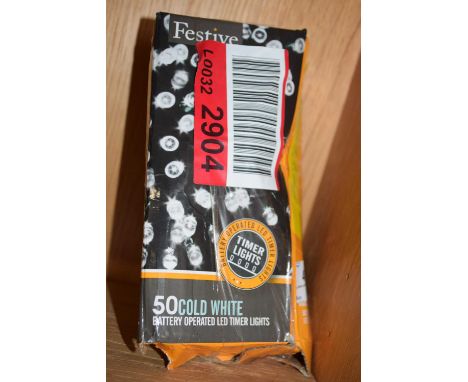 Festive
L0032
2904
BATTERY OPERATED LED TIMER LIGHTS
TIMER
LIGHTS
50 COLD WHITE
BATTERY OPERATED LED TIMER LIGHTS